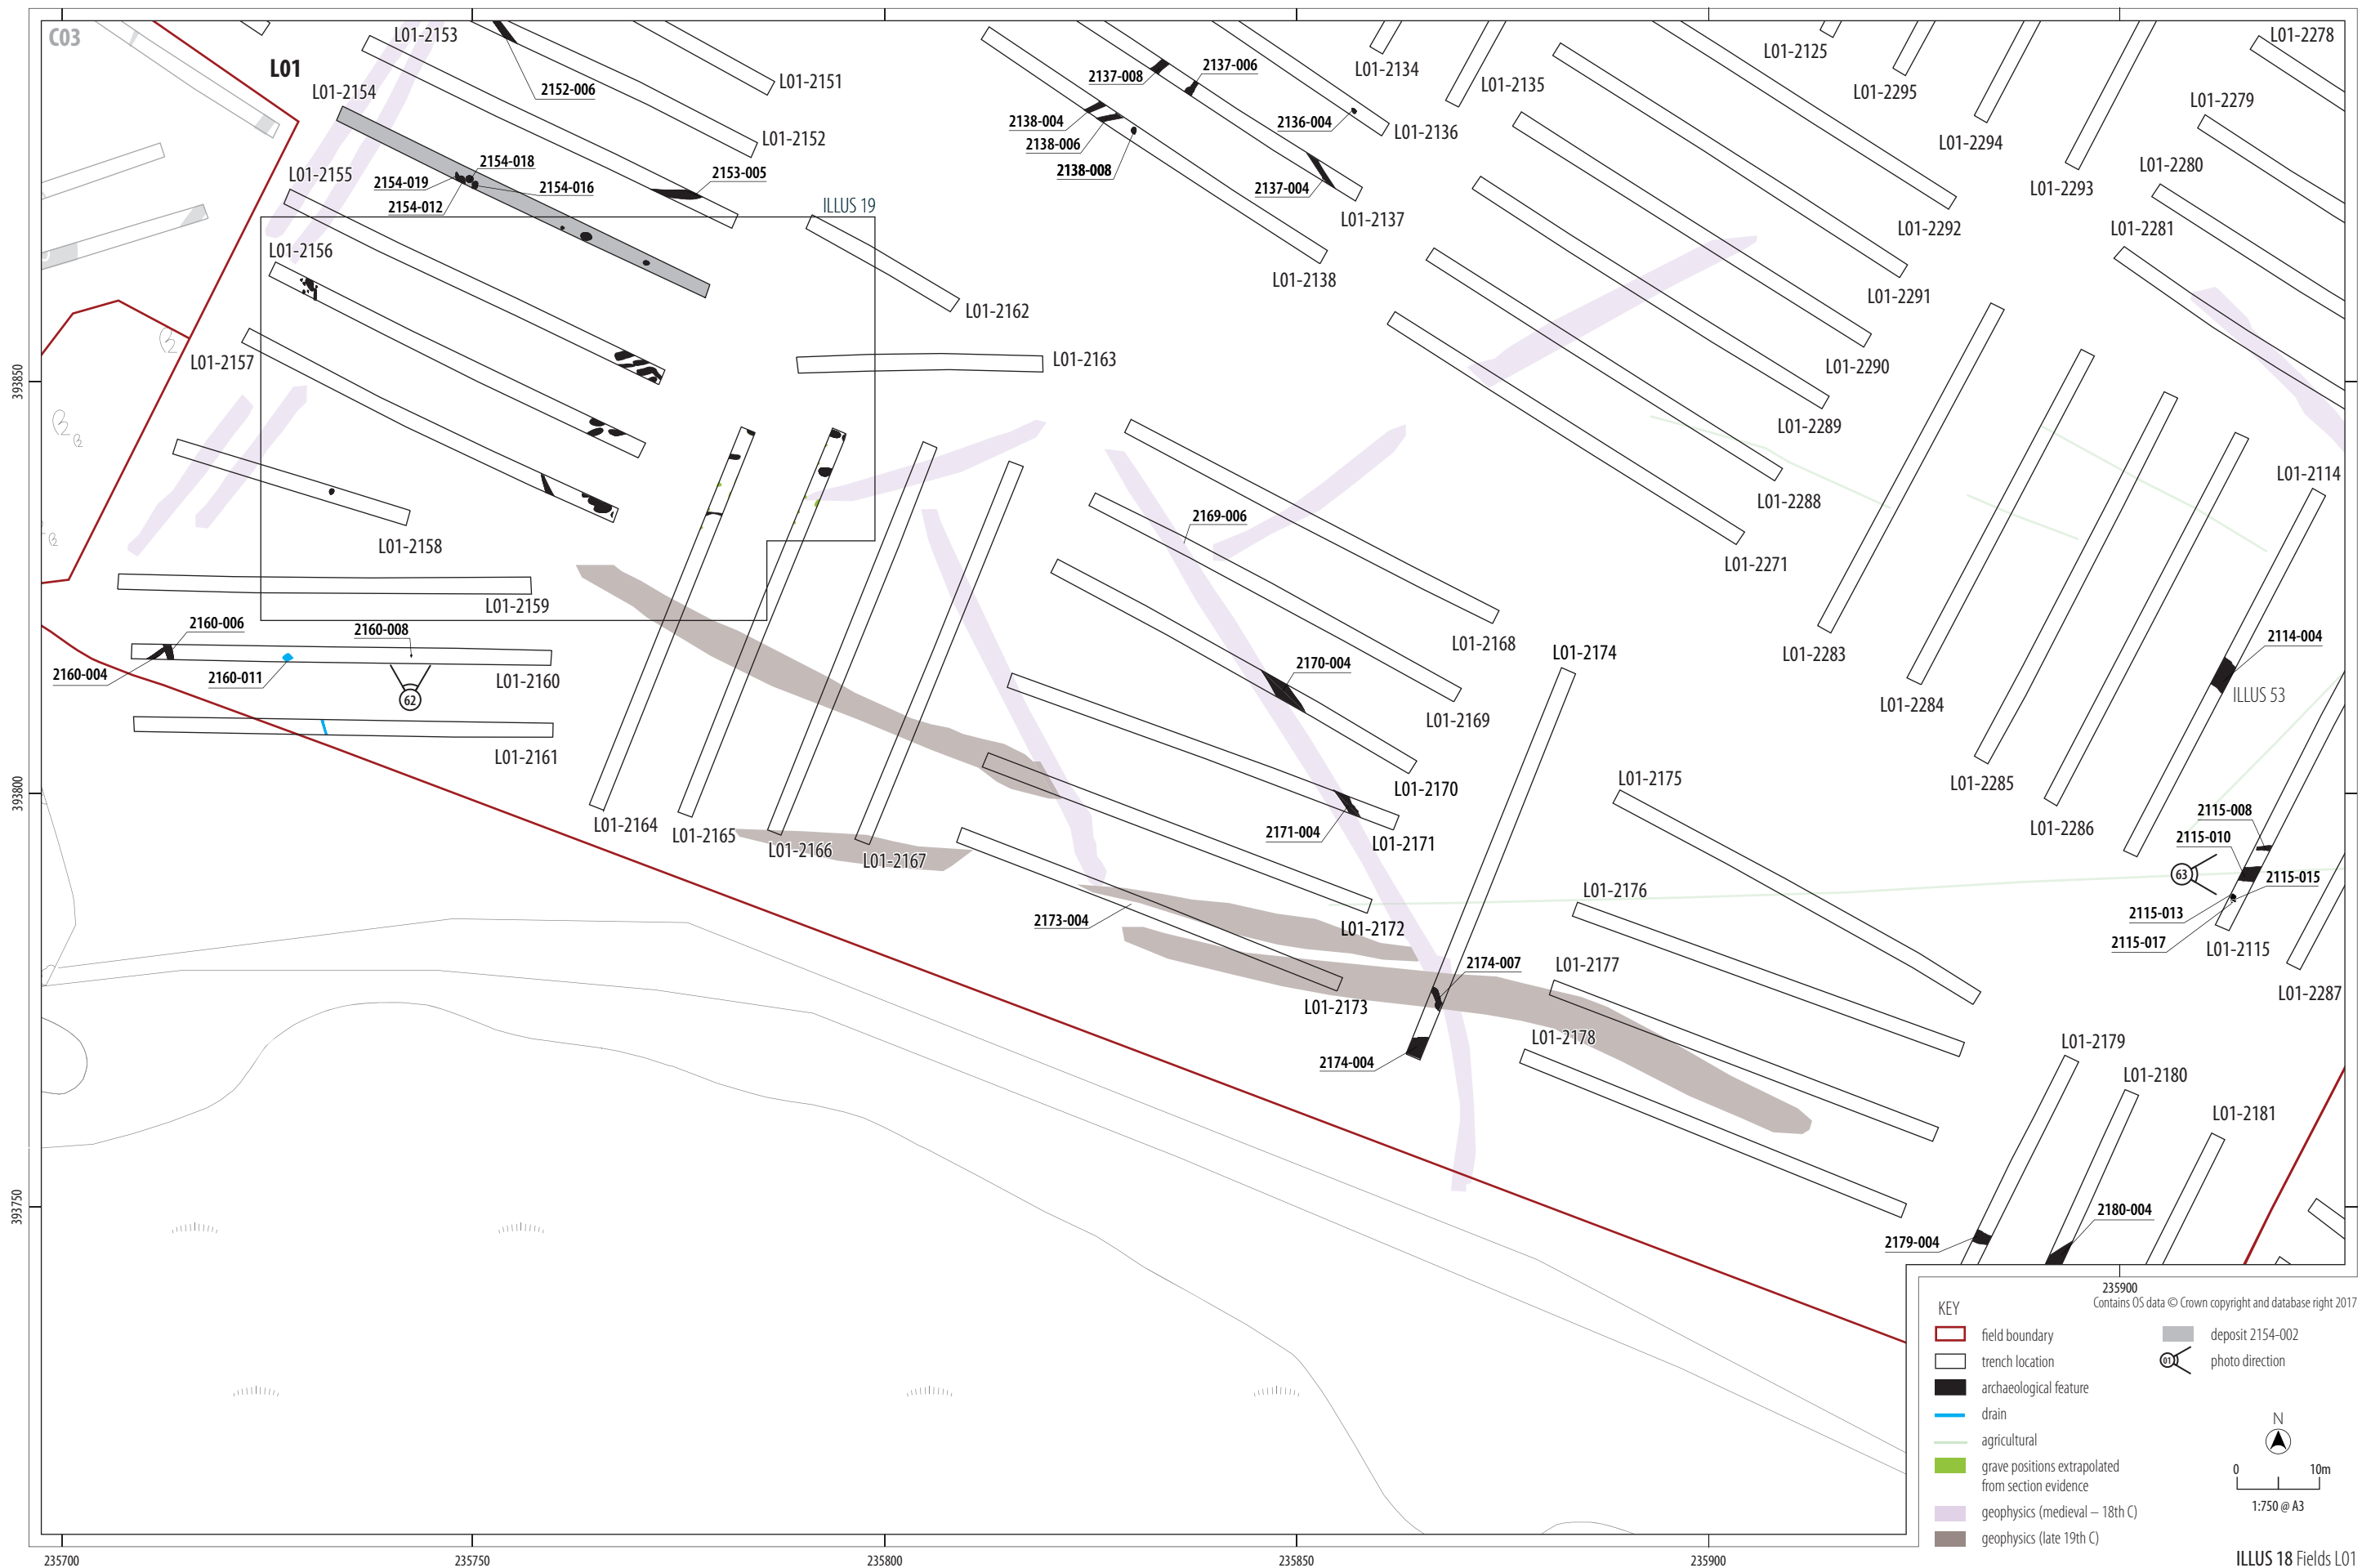 C03
L01
L01-2153
L01-2151
L01-2154
2152-006
L01-2152
2154-018
2154-019
2154-016
2154-012
2153-005
L01-2155
ILLUS 19
L01-2156
L01-2162
L01-2157
L01-2163
L01-2158
L01-2159
2160-006
2160-008
2160-004
2160-011
L01-2160
62
L01-2161
L01-2164
L01-2165
L01-2166
L01-2167
2137-008
2137-006
L01-2134
L01-2135
2138-004
2138-006
2138-008
2136-004
L01-2136
2137-004
L01-2137
L01-2138
L01-2125
L01-2295
L01-2294
L01-2293
L01-2278
L01-2279
L01-2280
L01-2281
L01-2292
L01-2291
L01-2290
L01-2289
L01-2288
L01-2271
2169-006
L01-2168
L01-2169
2170-004
L01-2170
L01-2174
2171-004
L01-2171
L01-2172
2173-004
L01-2173
2174-007
2174-004
L01-2175
L01-2176
L01-2177
L01-2178
L01-2283
L01-2284
L01-2285
L01-2286
L01-2114
2114-004
ILLUS 53
2115-008
2115-010
63
2115-015
2115-013
2115-017
L01-2115
L01-2287
L01-2179
L01-2180
L01-2181
2179-004
2180-004
393850
393800
393750
235700
235750
235800
235850
235900
235900
Contains OS data © Crown copyright and database right 2017
KEY
field boundary
trench location
archaeological feature
drain
agricultural
grave positions extrapolated
from section evidence
geophysics (medieval – 18th C)
geophysics (late 19th C)
deposit 2154-002
01
photo direction
N
0 10m
1:750 @ A3
ILLUS 18 Fields L01